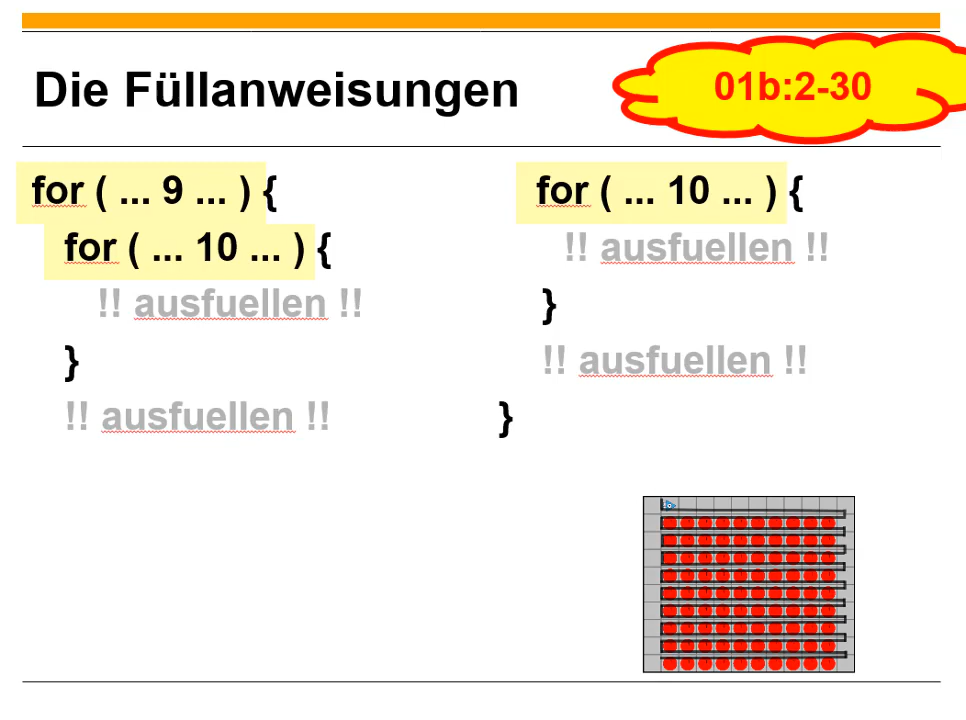 Die Füllanweisungen
01b:2-30
for ( ... 9 ... ) {
for ( ... 10 ... ) {
!! ausfuellen !!
}
!! ausfuellen !!
for ( ... 10 ... ) {
!! ausfuellen !!
}
!! ausfuellen !!
}